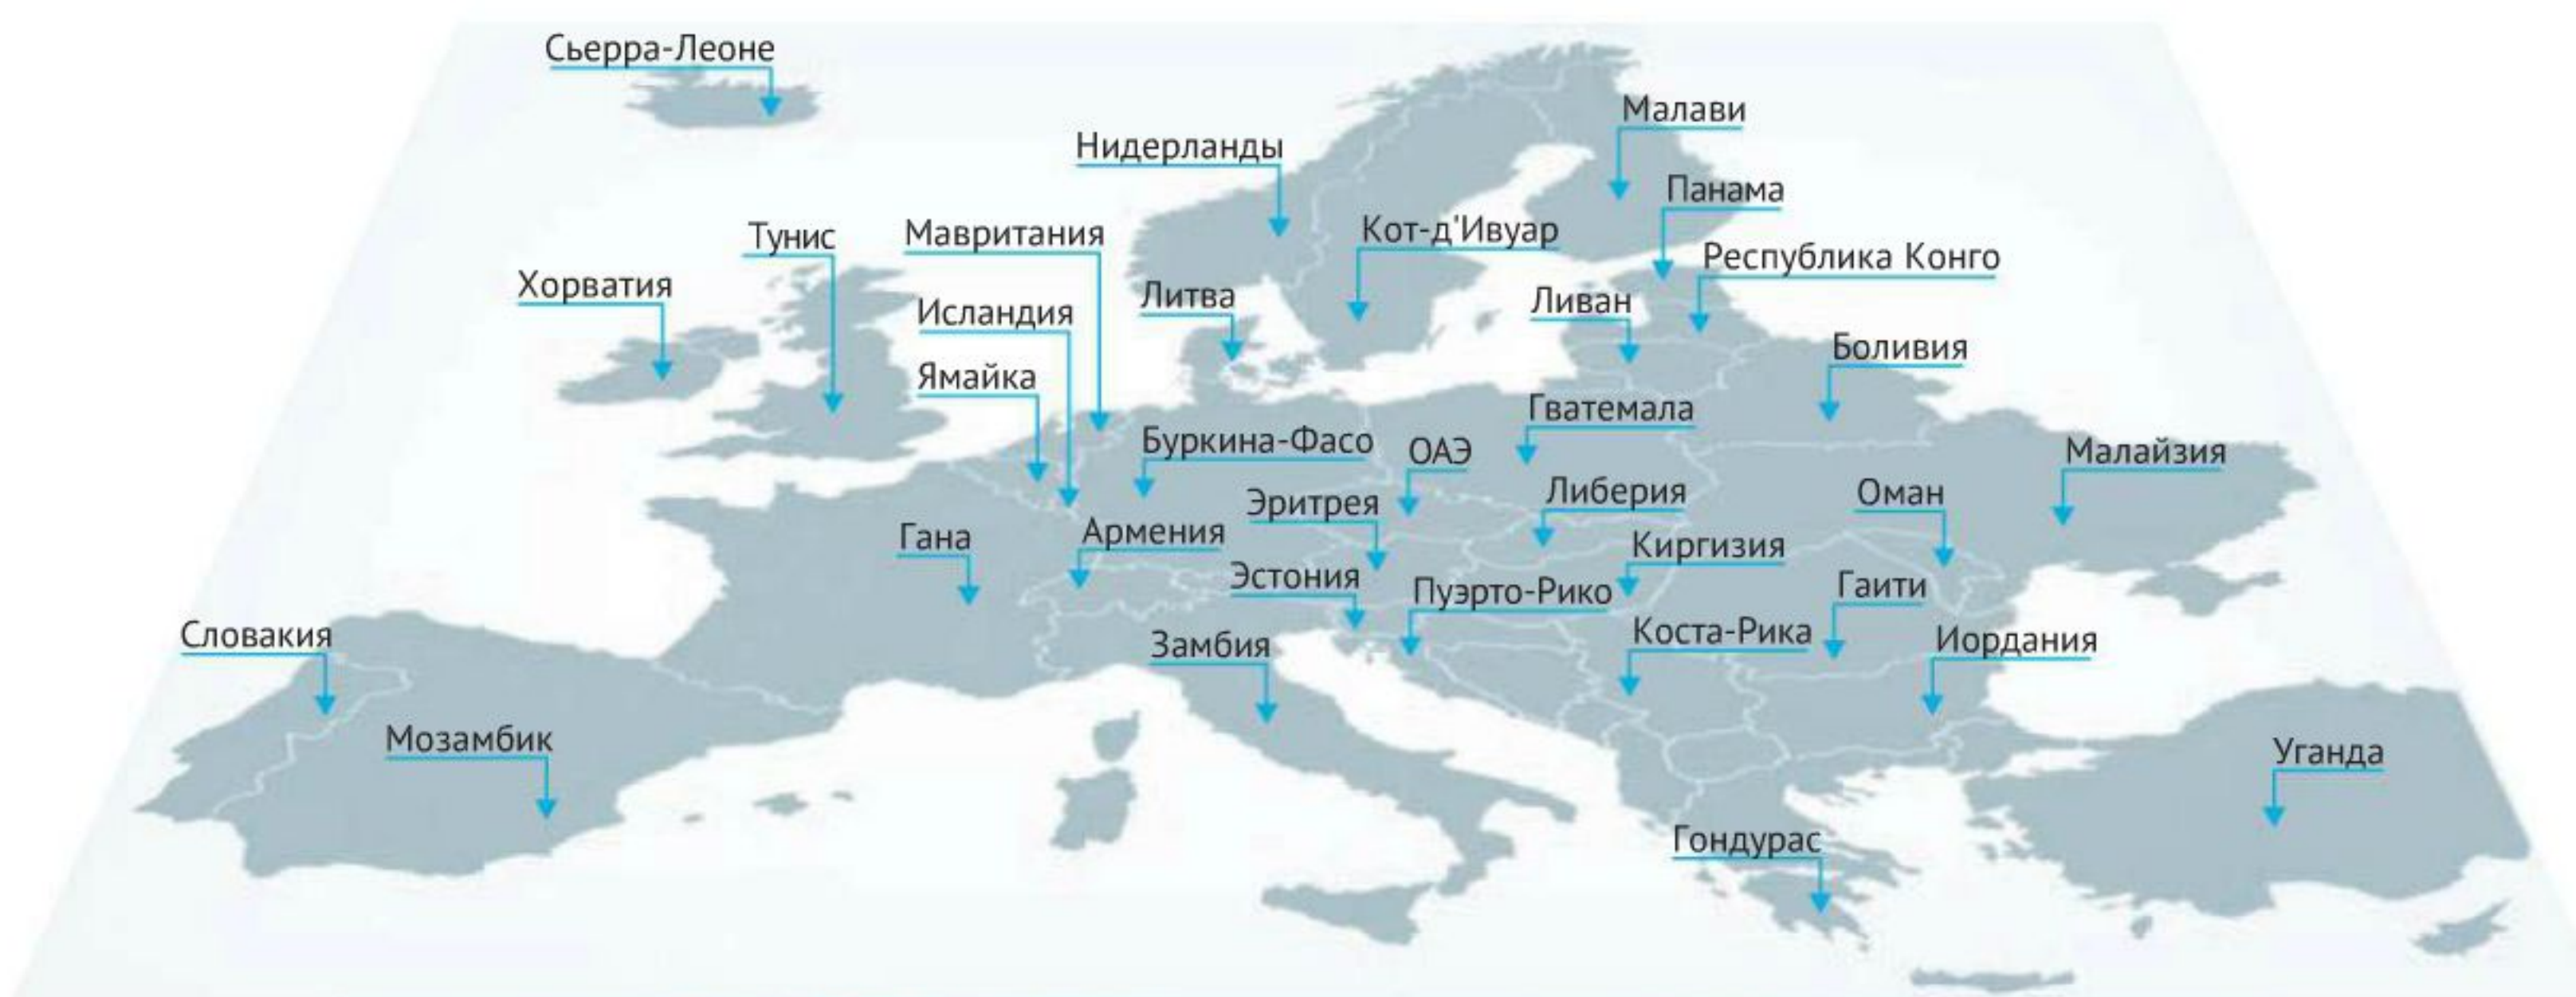 Сьерра-Леоне
Малави
Нидерланды
Панама
Тунис
Мавритания
Кот-д'Ивуар
Республика Конго
Хорватия
Исландия
Литва
Ливан
Ямайка
Боливия
Гватемала
Буркина-Фасо
ОАЭ
Малайзия
Эритрея
Либерия
Оман
Гана
Армения
Киргизия
Эстония
Пуэрто-Рико
Гаити
Словакия
Замбия
Коста-Рика
Иордания
Мозамбик
Уганда
Гондурас